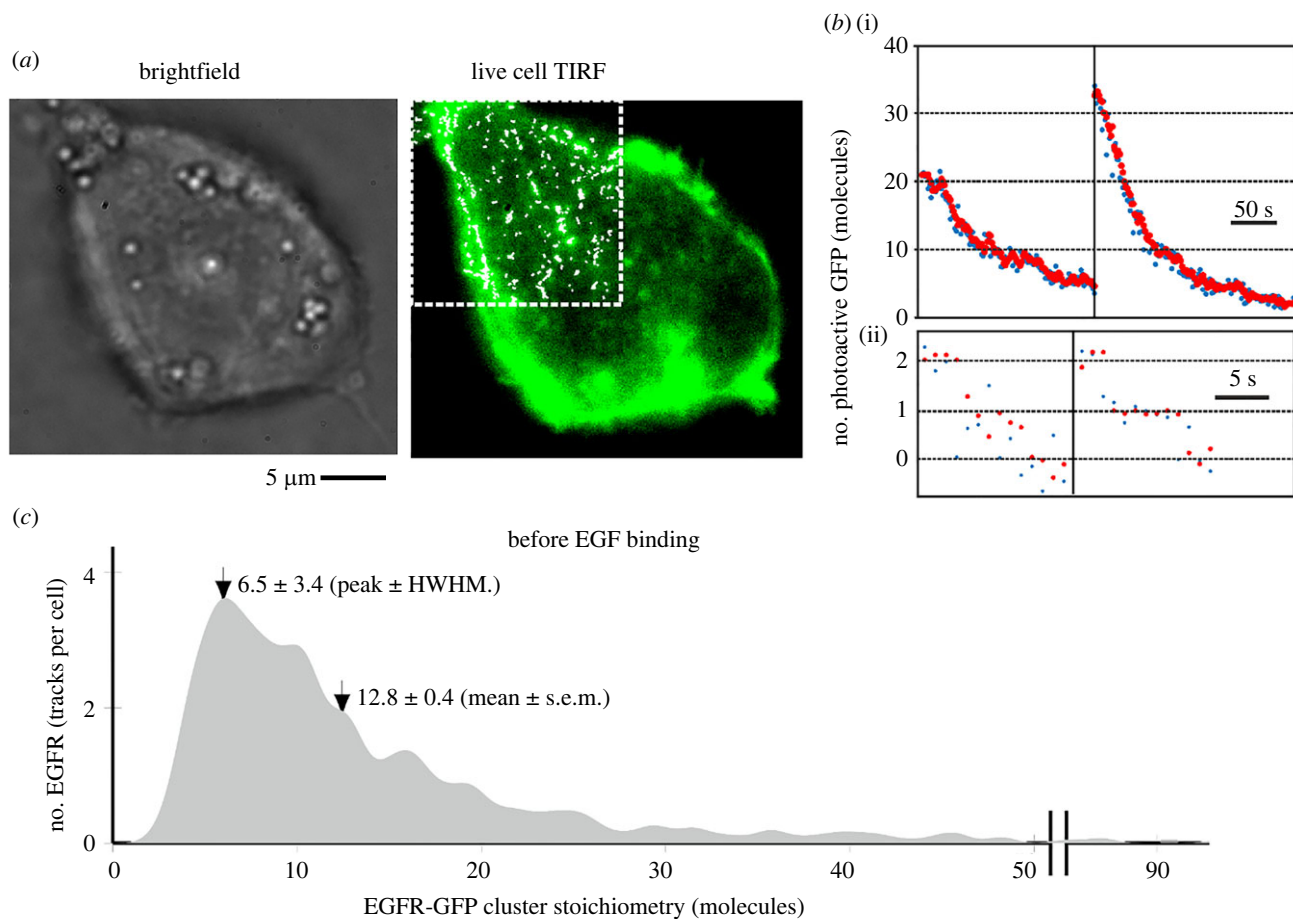 (a)
brightfield
live cell TIRF
5 µm
(b) (i)
no. photoactive GFP (molecules)
40
30
20
10
0
50 s
(ii)
2
1
0
5 s
(c)
before EGF binding
no. EGFR (tracks per cell)
4
2
0
6.5 ± 3.4 (peak ± HWHM.)
12.8 ± 0.4 (mean ± s.e.m.)
0 10 20 30 40 50 90
EGFR-GFP cluster stoichiometry (molecules)